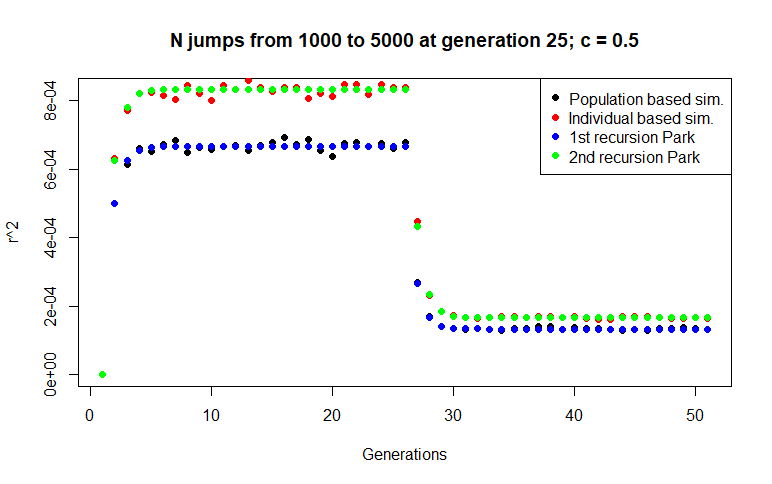 N jumps from 1000 to 5000 at generation 25; c = 0.5
Population based sim.
Individual based sim.
1st recursion Park
2nd recursion Park
8e-04
6e-04
4e-04
2e-04
0e+00
r^2
0 10 20 30 40 50
Generations